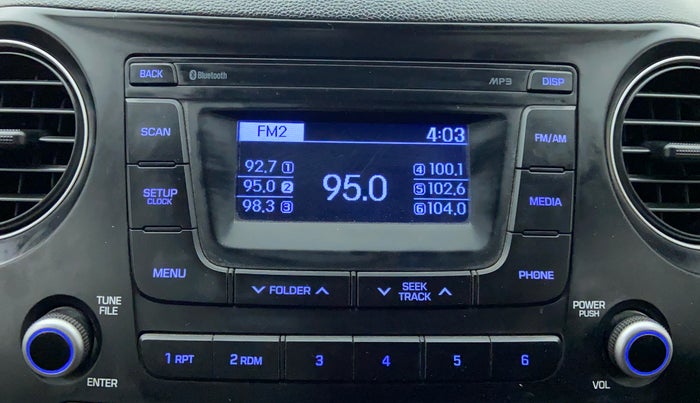 BACK
Bluetooth
MP3
DISP
SCAN
FM2
4:03
FM/AM
92.7 1
95.0 2
98.3 3
95.0
4 100.1
5 102.6
6 104.0
SETUP
CLOCK
MEDIA
MENU
FOLDER
SEEK
TRACK
PHONE
TUNE
FILE
POWER
PUSH
1 RPT
2 RDM
3
4
5
6
ENTER
VOL